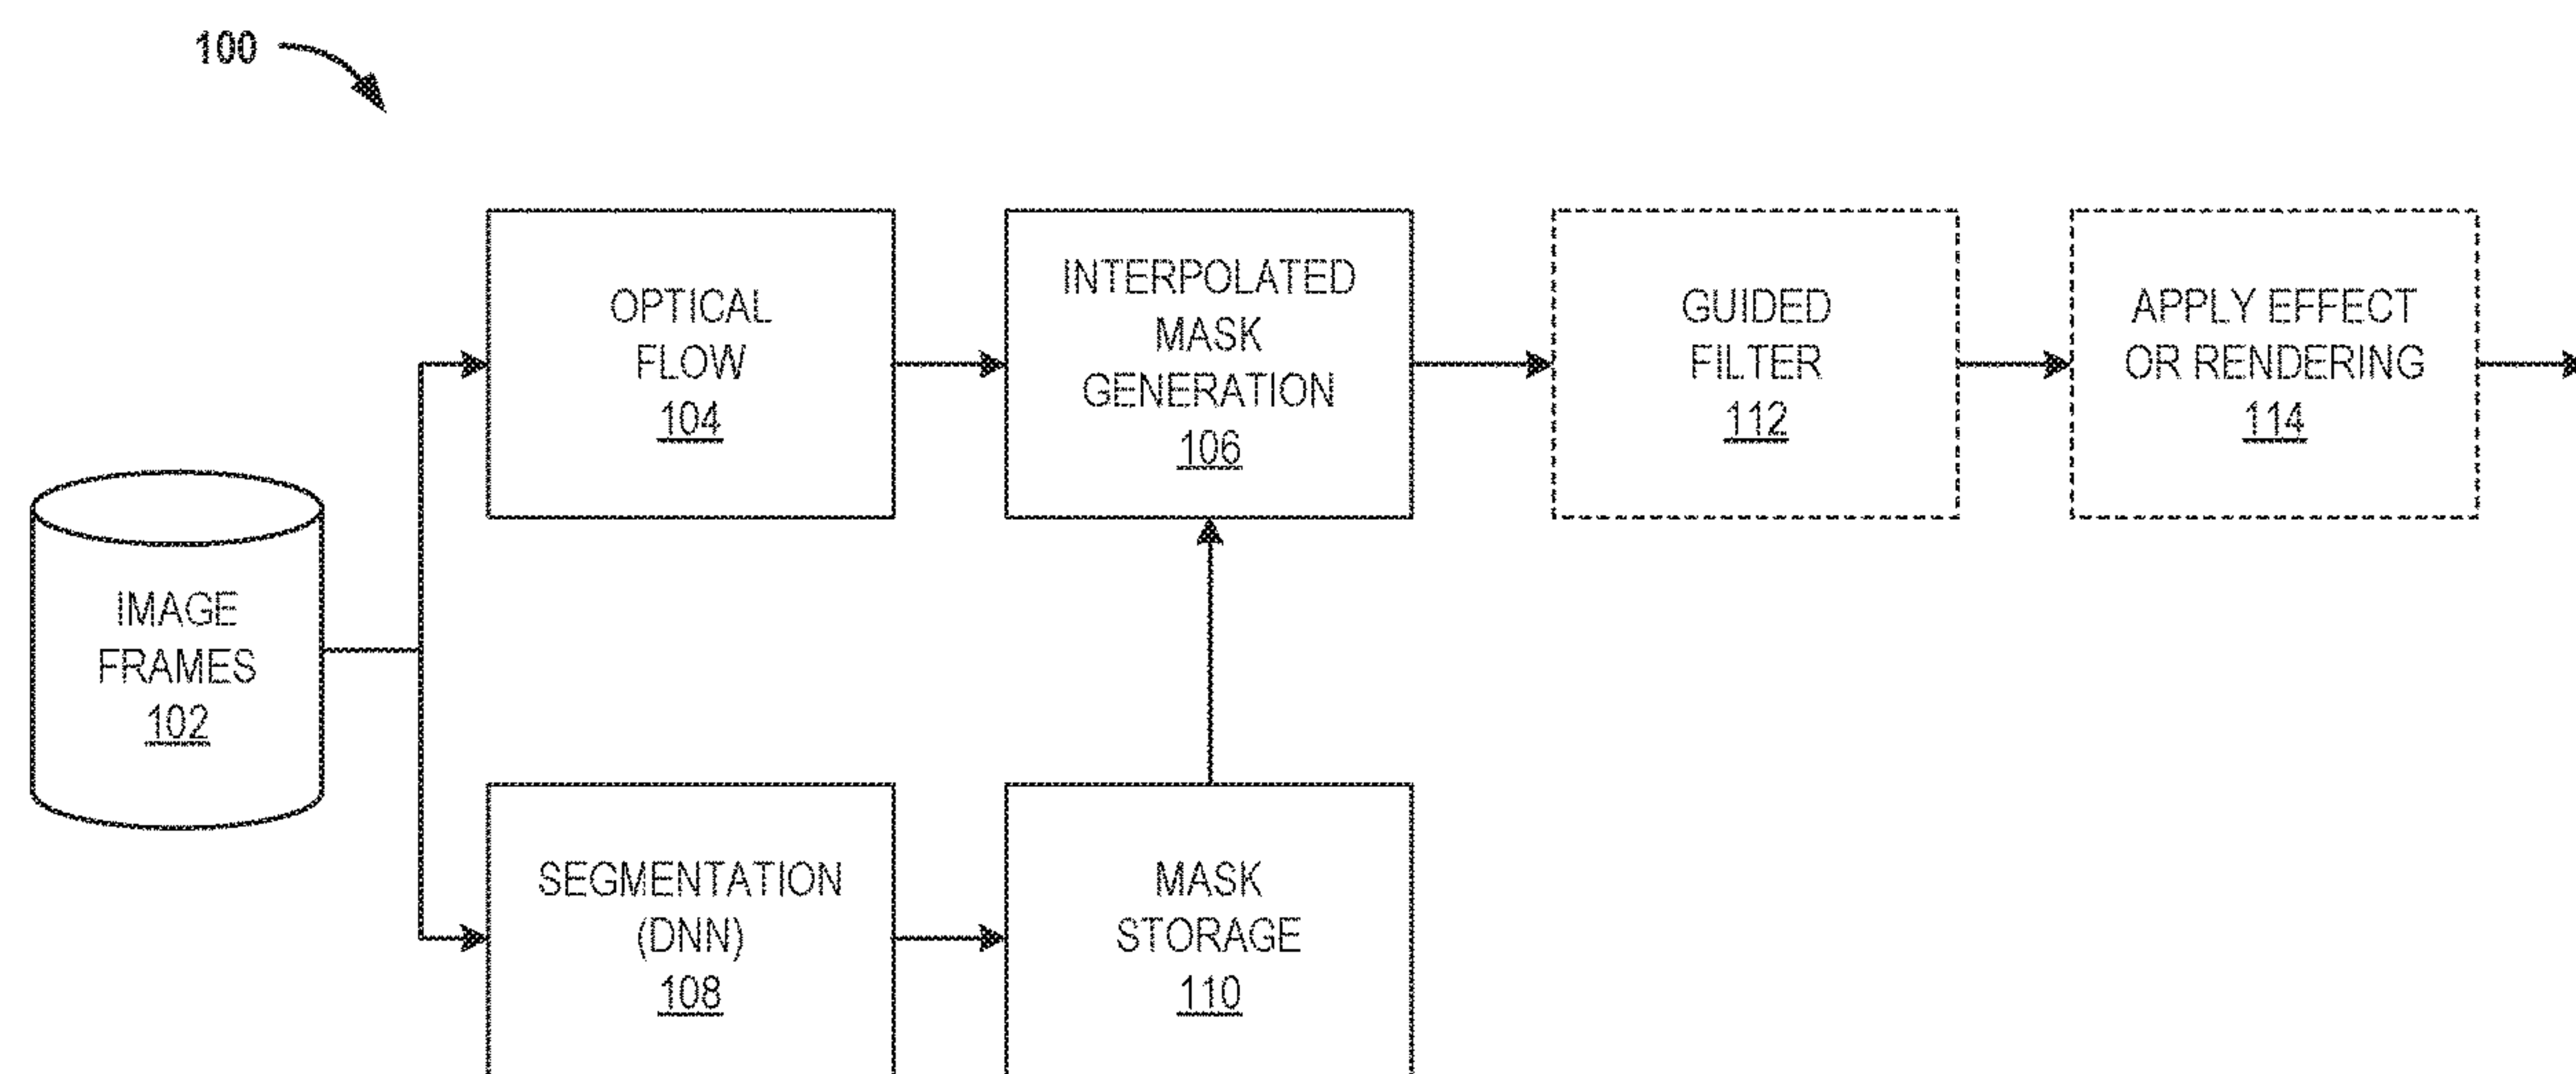 100
OPTICAL
FLOW
104
INTERPOLATED
MASK
GENERATION
106
GUIDED
FILTER
112
APPLY EFFECT
OR RENDERING
114
IMAGE
FRAMES
102
SEGMENTATION
(DNN)
108
MASK
STORAGE
110